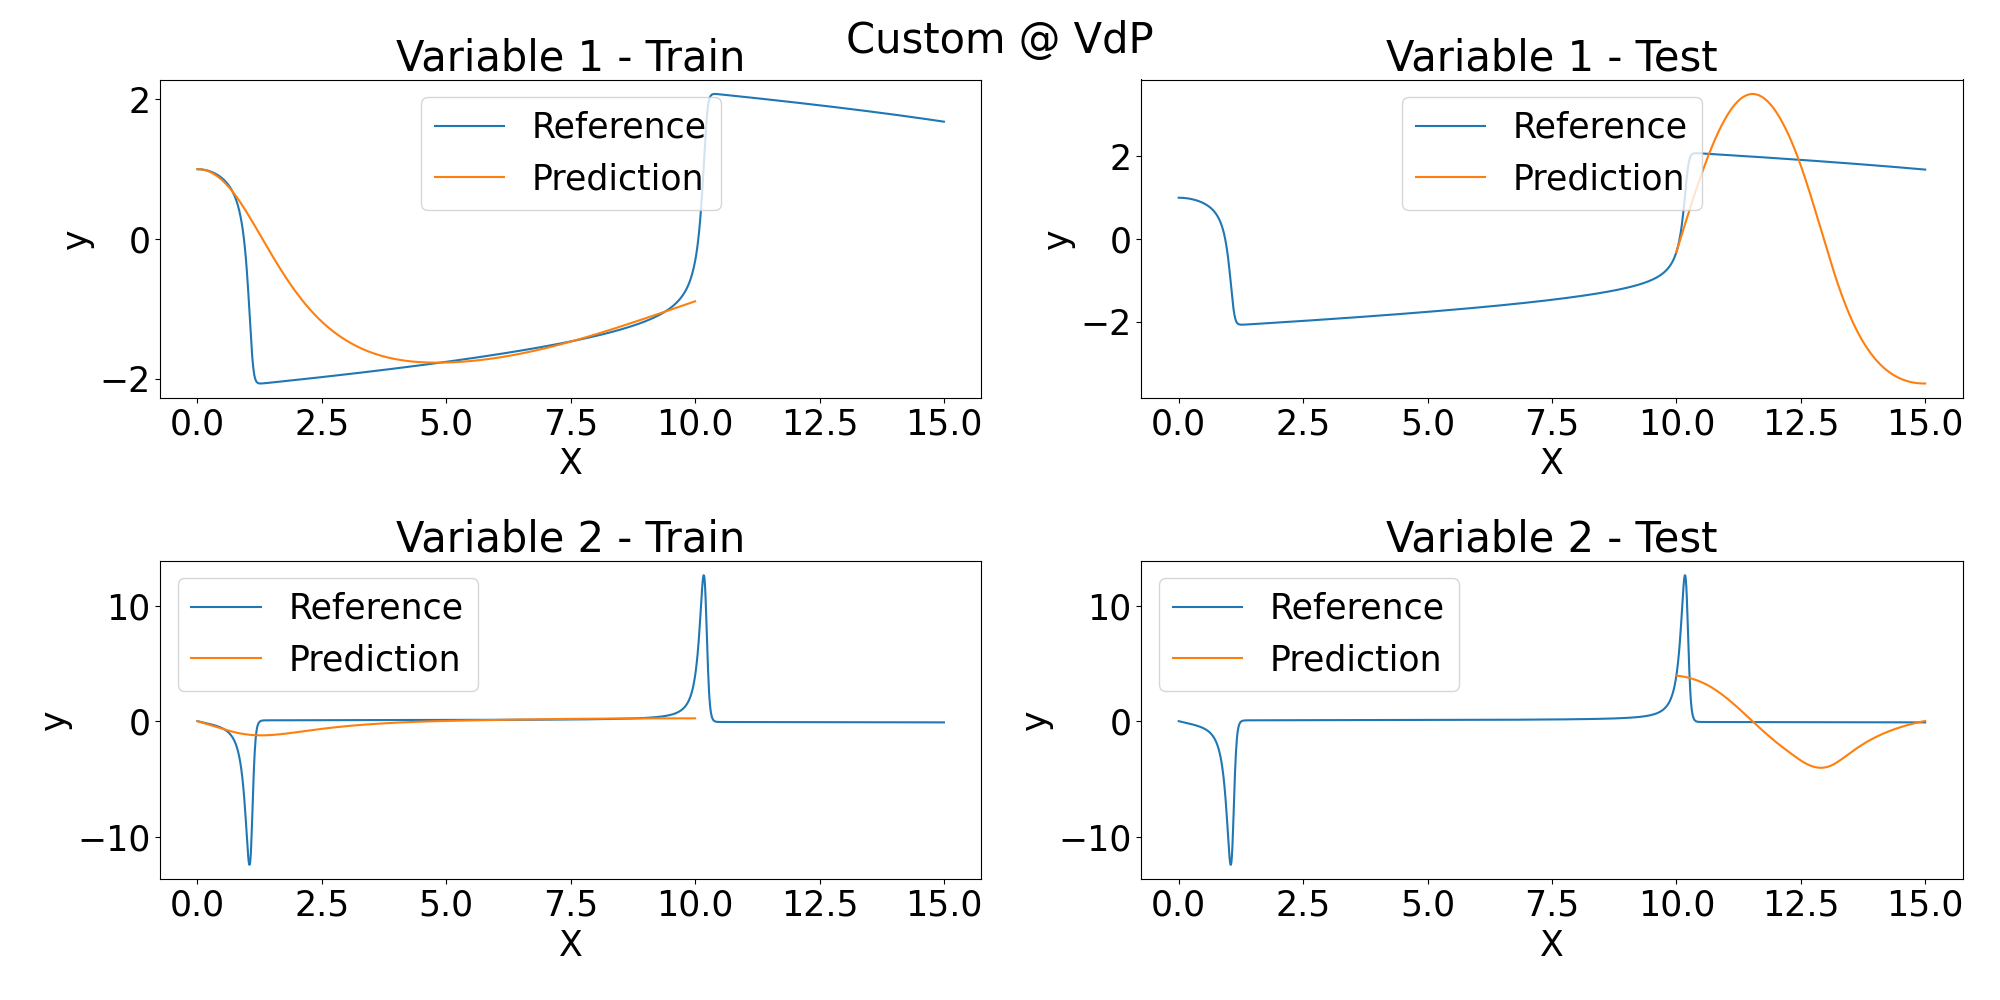 Custom @ VdP
Variable 1 - Train
2
0
−2
y
Reference
Prediction
0.0 2.5 5.0 7.5 10.0 12.5 15.0
X
Variable 1 - Test
2
0
−2
y
Reference
Prediction
0.0 2.5 5.0 7.5 10.0 12.5 15.0
X
Variable 2 - Train
10
0
−10
y
Reference
Prediction
0.0 2.5 5.0 7.5 10.0 12.5 15.0
X
Variable 2 - Test
10
0
−10
y
Reference
Prediction
0.0 2.5 5.0 7.5 10.0 12.5 15.0
X